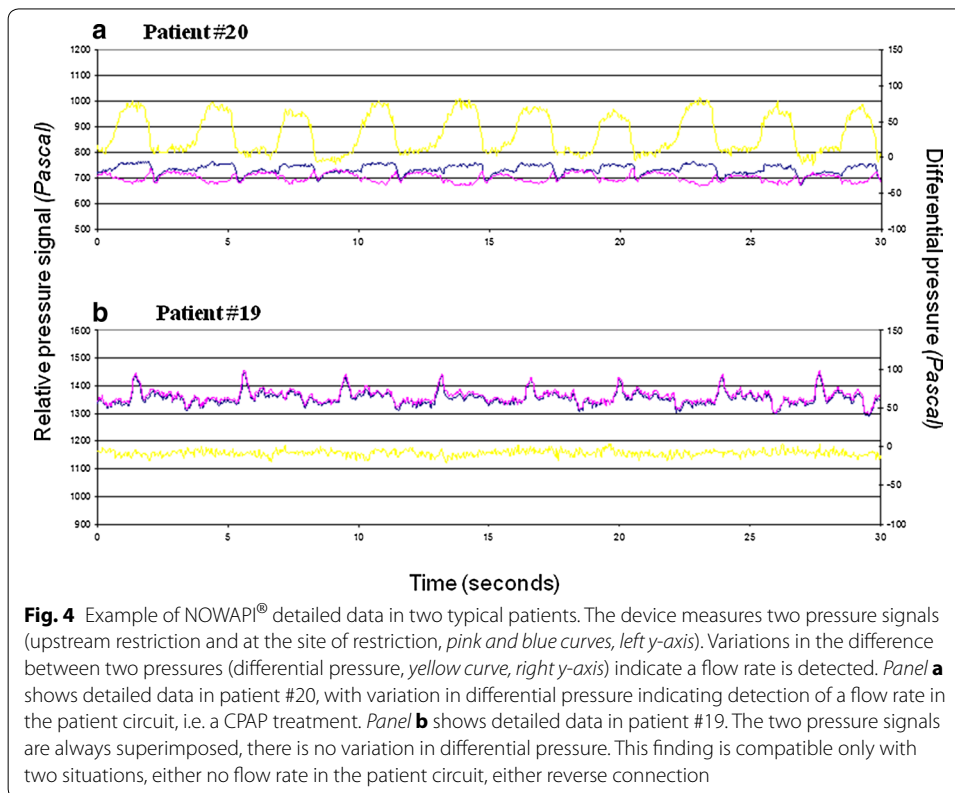 a Patient #20
1200
1100
1000
900
800
700
600
500
150
100
50
0
-50
-100
0 5 10 15 20 25 30
Relative pressure signal (Pascal)
Differential pressure (Pascal)
b Patient #19
1600
1500
1400
1300
1200
1100
1000
900
150
100
50
0
-50
-100
0 5 10 15 20 25 30
Time (seconds)
Fig. 4 Example of NOWAPI® detailed data in two typical patients. The device measures two pressure signals
(upstream restriction and at the site of restriction, pink and blue curves, left y-axis). Variations in the difference
between two pressures (differential pressure, yellow curve, right y-axis) indicate a flow rate is detected. Panel a
shows detailed data in patient #20, with variation in differential pressure indicating detection of a flow rate in
the patient circuit, i.e. a CPAP treatment. Panel b shows detailed data in patient #19. The two pressure signals
are always superimposed, there is no variation in differential pressure. This finding is compatible only with
two situations, either no flow rate in the patient circuit, either reverse connection